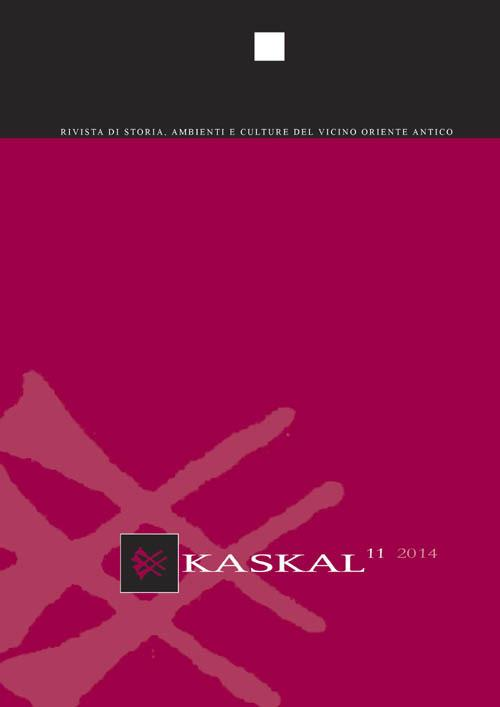 RIVISTA DI STORIA, AMBIENTI E CULTURE DEL VICINO ORIENTE ANTICO
KASKAL 11 2014